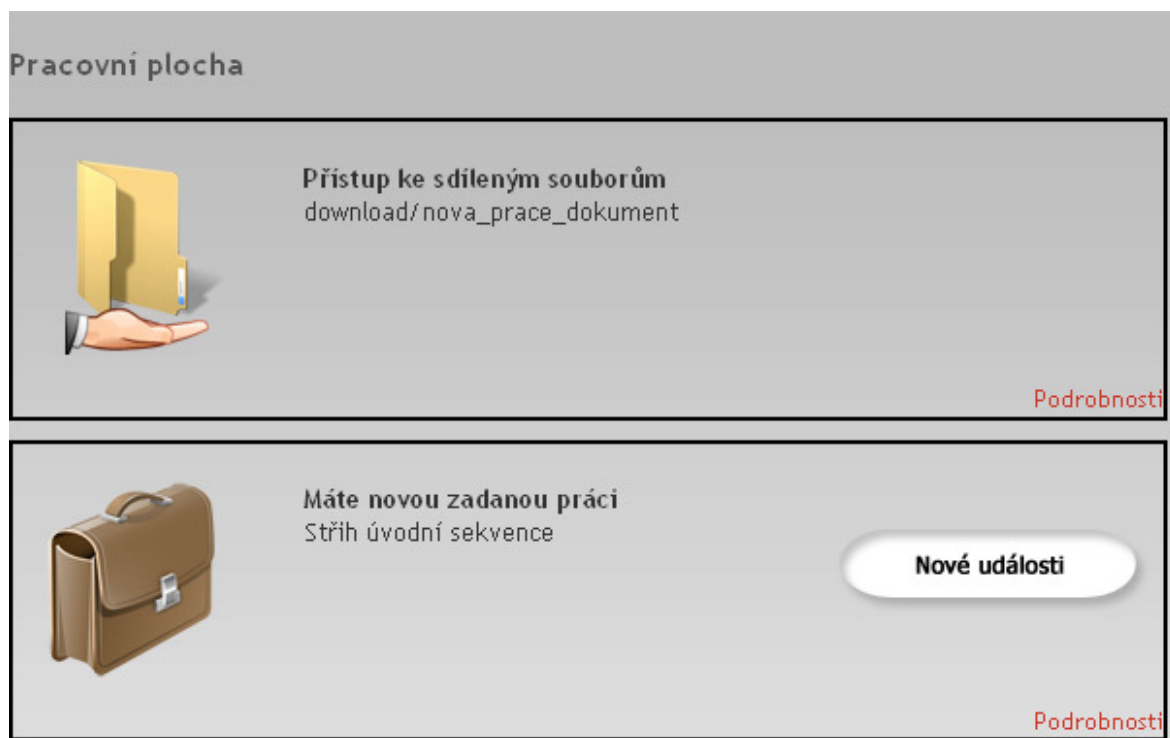 Pracovní plocha
Přístup ke sdíleným souborům
download/nova_prace_dokument
Podrobnosti
Máte novou zadanou práci
Střih úvodní sekvence
Nové události
Podrobnosti